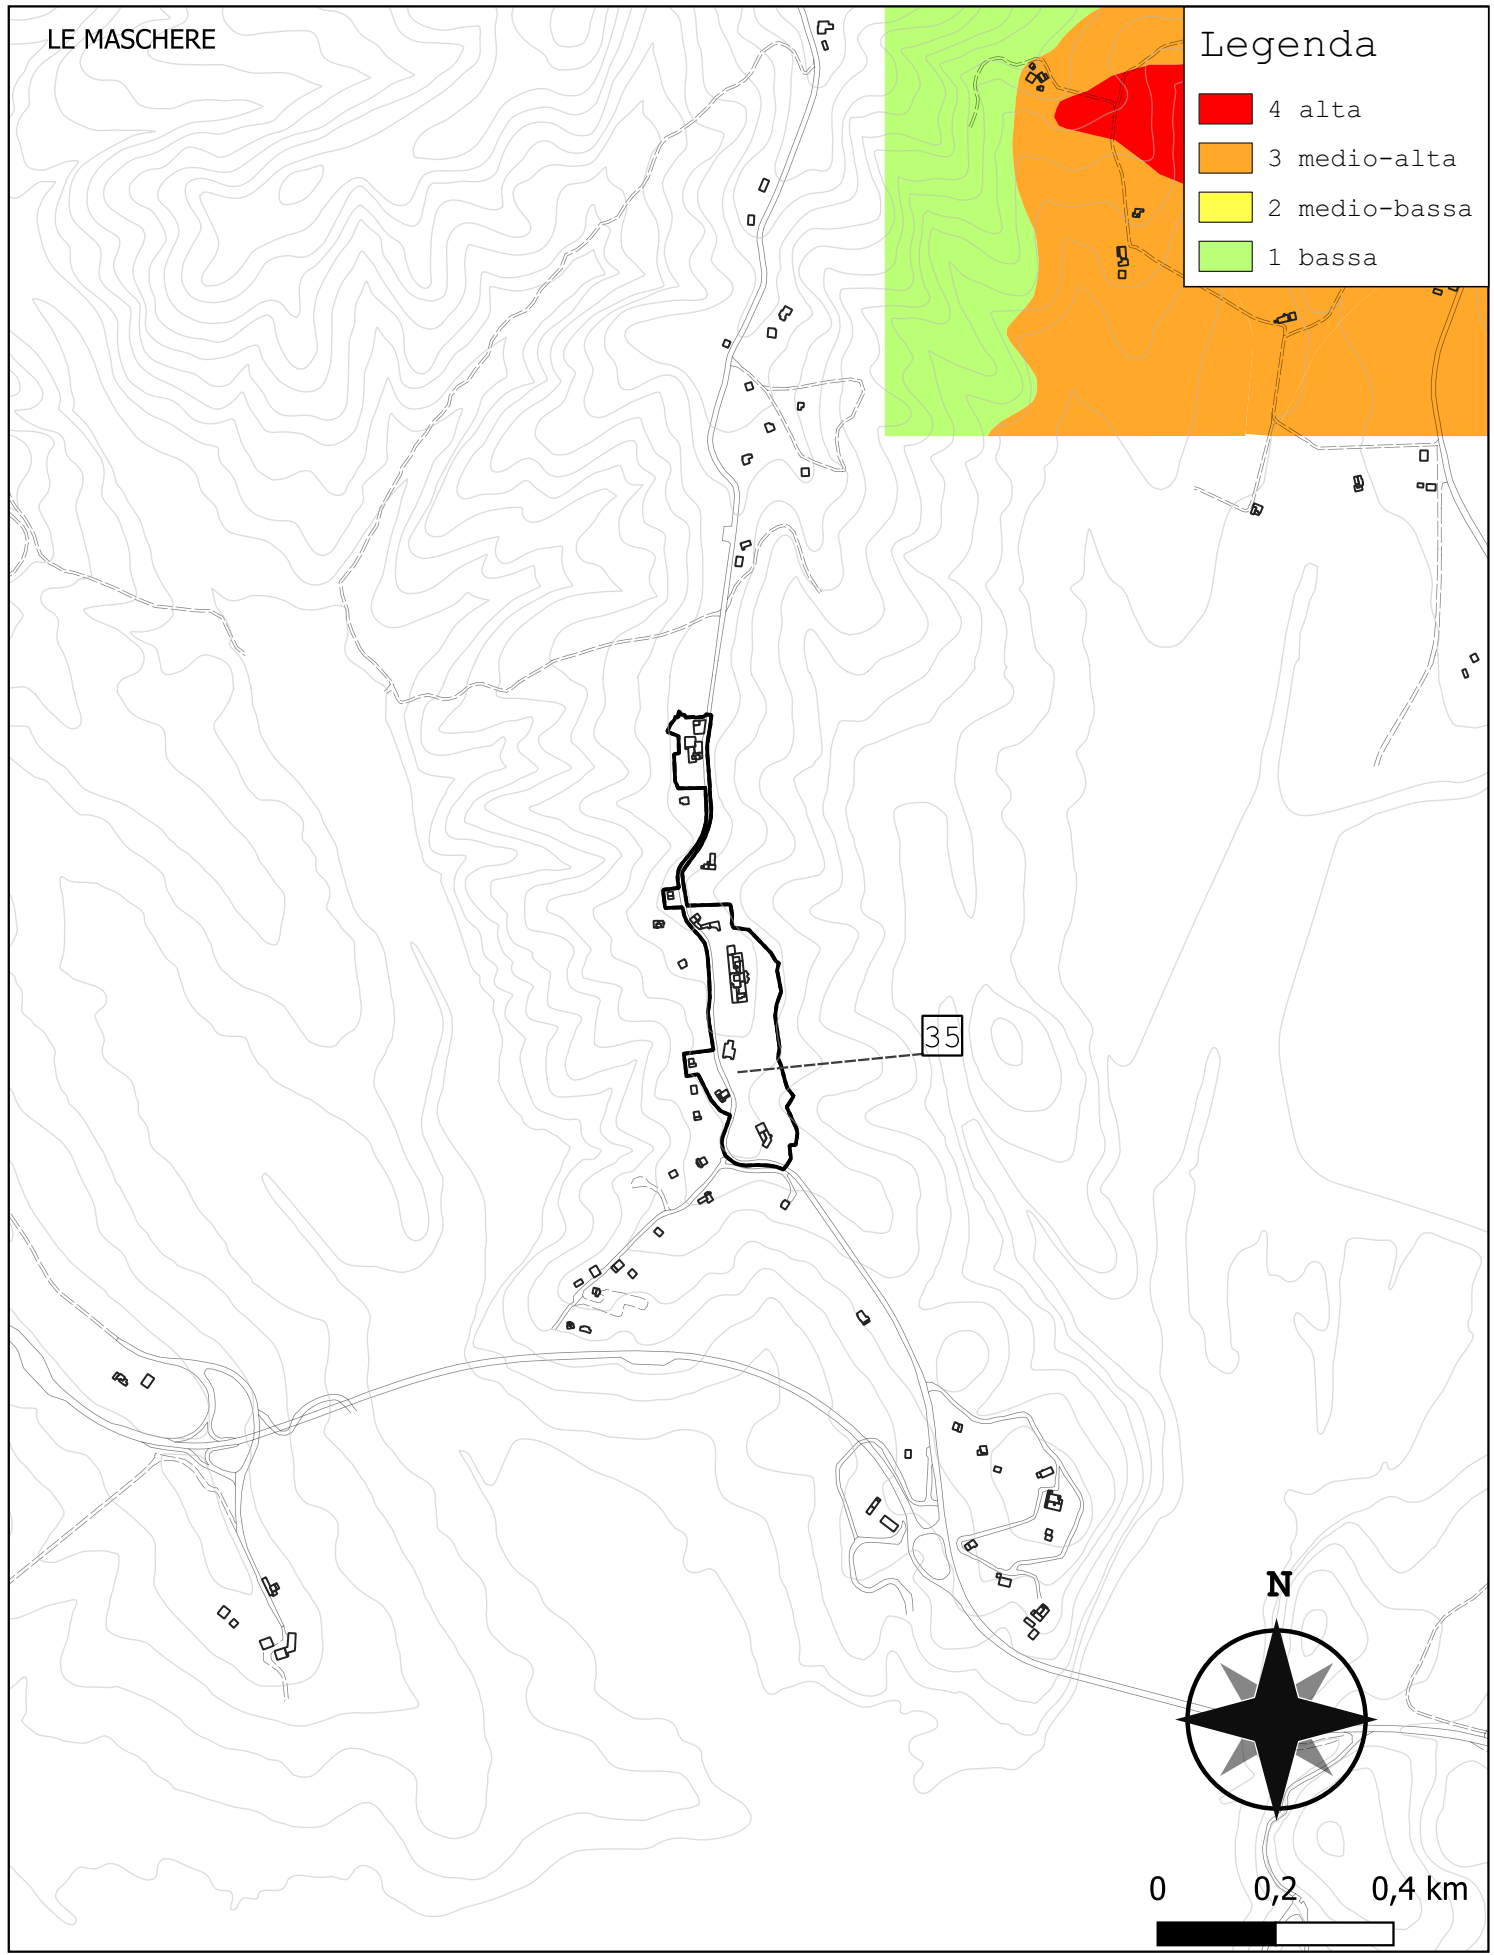 LE MASCHERE
Legenda
4 alta
3 medio-alta
2 medio-bassa
1 bassa
35
N
0 0,2 0,4 km